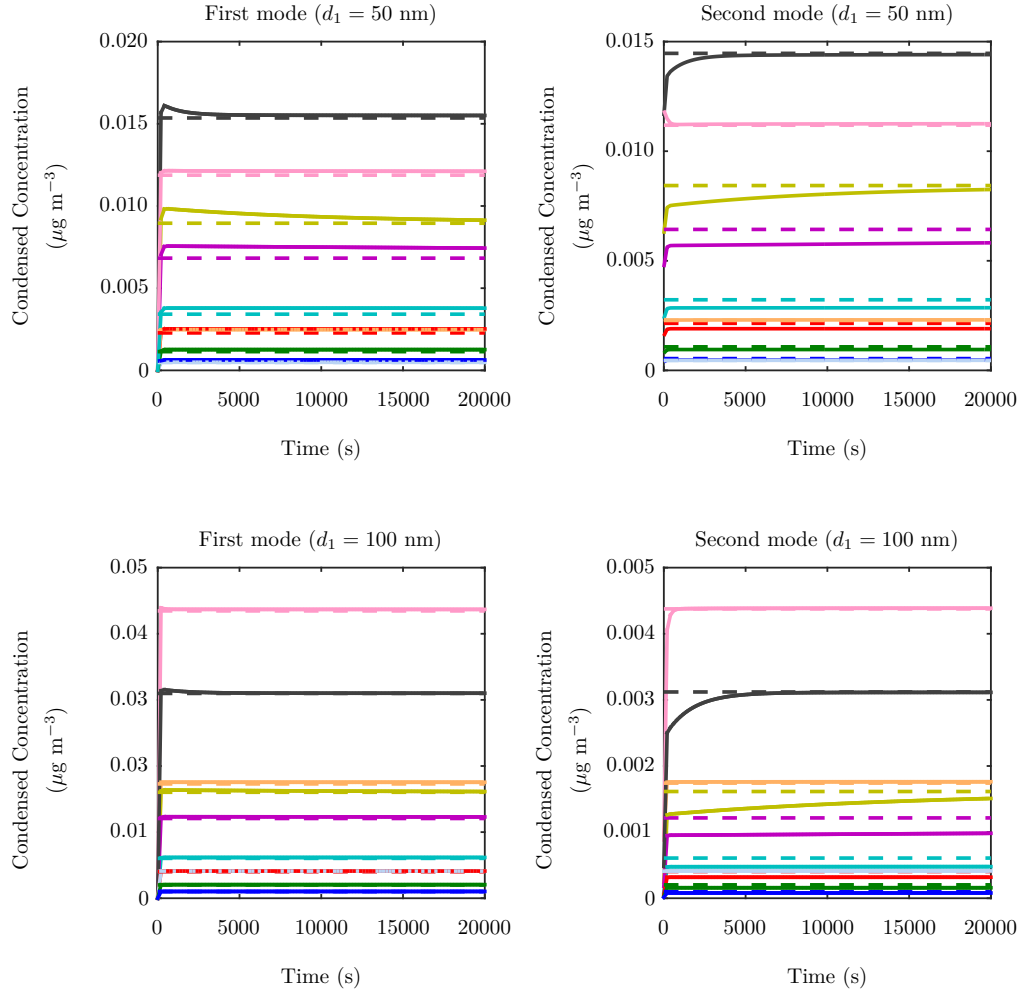 First mode (d₁ = 50 nm)
Condensed Concentration
(μg m⁻³)
0.020
0.015
0.010
0.005
0
0 5000 10000 15000 20000
Time (s)
Second mode (d₁ = 50 nm)
Condensed Concentration
(μg m⁻³)
0.015
0.010
0.005
0
0 5000 10000 15000 20000
Time (s)
First mode (d₁ = 100 nm)
Condensed Concentration
(μg m⁻³)
0.05
0.04
0.03
0.03
0.01
0
0 5000 10000 15000 20000
Time (s)
Second mode (d₁ = 100 nm)
Condensed Concentration
(μg m⁻³)
0.005
0.004
0.003
0.002
0.001
0
0 5000 10000 15000 20000
Time (s)